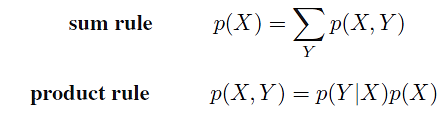 sum rule p(X) = ∑_Y p(X, Y)
product rule p(X, Y) = p(Y|X)p(X)